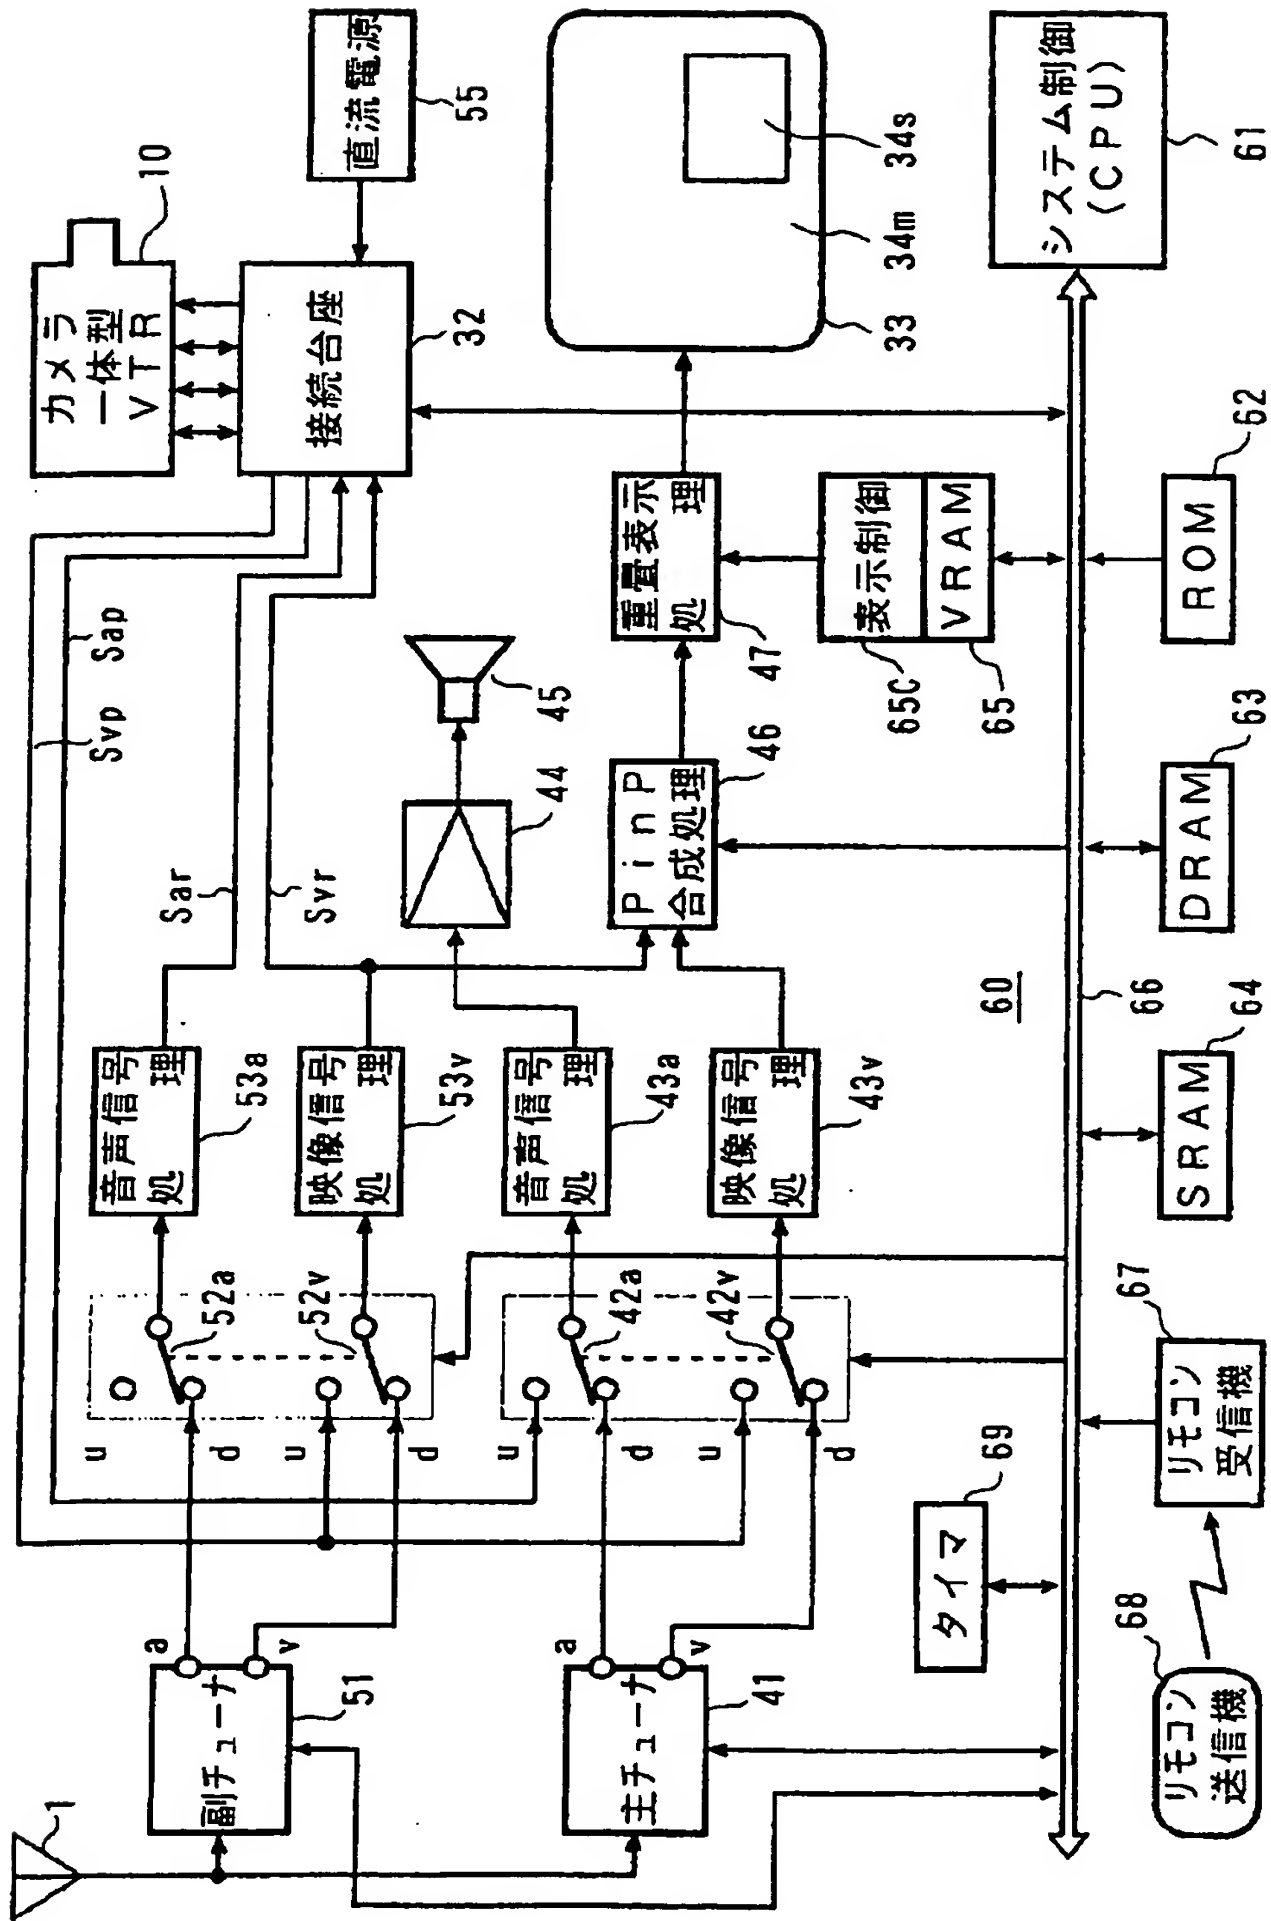 1
副チューナ
51
a
v
主チューナ
41
a
v
リモコン
送信機
68
リモコン
受信機
67
タイマ
69
u
d
u
d
u
d
u
d
52a
52v
42a
42v
音声信号
処理
53a
映像信号
処理
53v
音声信号
処理
43a
映像信号
処理
43v
Sar
Svr
Svp
Sap
44
45
PinP
合成処理
46
重畳表示
処理
47
表示制御
65C
VRAM
65
カメラ
一体型
VTR
10
接続台座
32
直流電源
55
33
34m
34s
60
66
SRAM
64
DRAM
63
ROM
62
システム制御
(CPU)
61